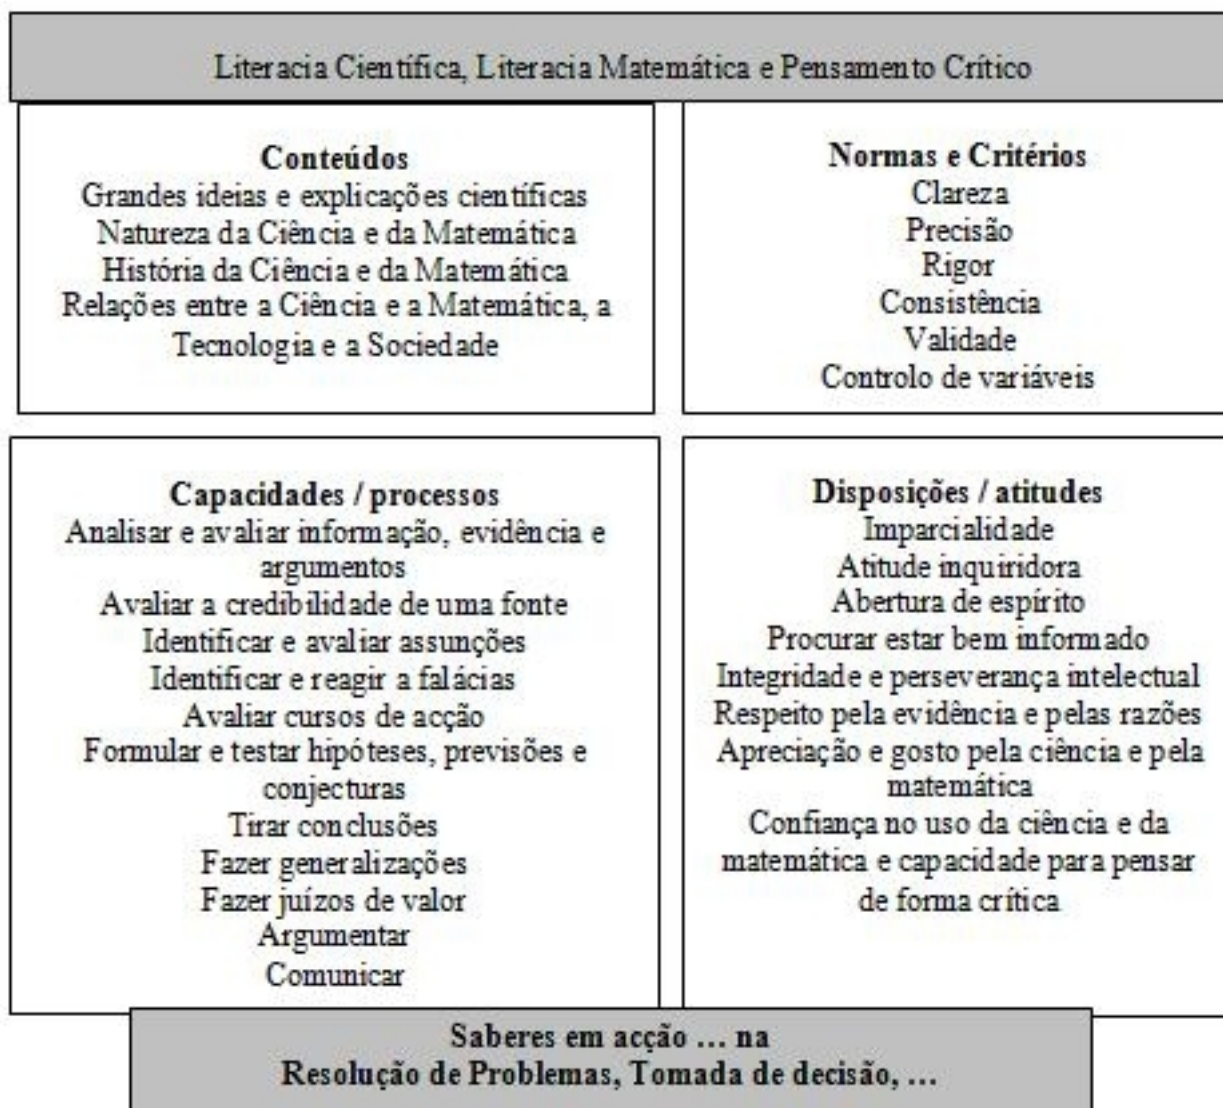 Literacia Científica, Literacia Matemática e Pensamento Crítico
Conteúdos
Grandes ideias e explicações científicas
Natureza da Ciência e da Matemática
História da Ciência e da Matemática
Relações entre a Ciência e a Matemática, a
Tecnologia e a Sociedade
Normas e Critérios
Clareza
Precisão
Rigor
Consistência
Validade
Controlo de variáveis
Capacidades / processos
Analisar e avaliar informação, evidência e
argumentos
Avaliar a credibilidade de uma fonte
Identificar e avaliar assunções
Identificar e reagir a falácias
Avaliar cursos de acção
Formular e testar hipóteses, previsões e
conjecturas
Tirar conclusões
Fazer generalizações
Fazer juízos de valor
Argumentar
Comunicar
Disposições / atitudes
Imparcialidade
Atitude inquiridora
Abertura de espírito
Procurar estar bem informado
Integridade e perseverança intelectual
Respeito pela evidência e pelas razões
Apreciação e gosto pela ciência e pela
matemática
Confiança no uso da ciência e da
matemática e capacidade para pensar
de forma crítica
Saberes em acção … na
Resolução de Problemas, Tomada de decisão, …